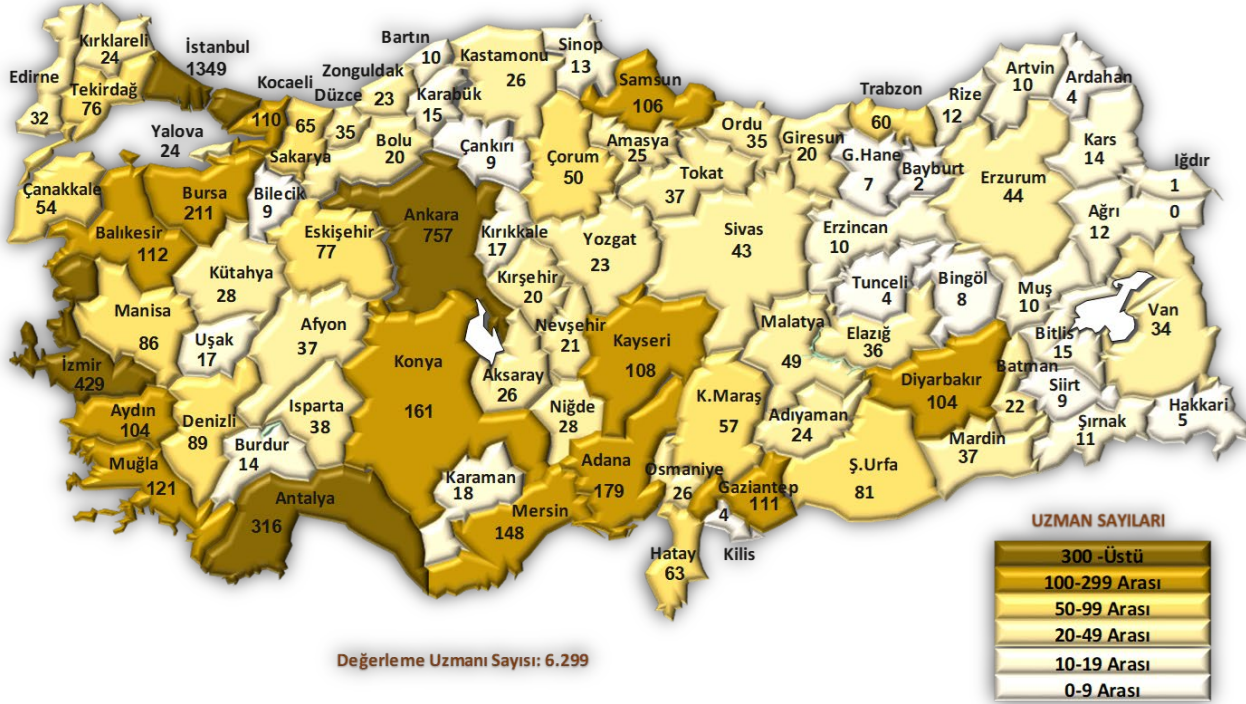 Kırklareli
24
İstanbul
1349
Edirne
32
Tekirdağ
76
Kocaeli
110
Yalova
24
Sakarya
65
Düzce
35
Zonguldak
23
Bartın
10
Karabük
15
Kastamonu
26
Sinop
13
Samsun
106
Bolu
20
Çankırı
9
Çorum
50
Amasya
25
Ordu
35
Giresun
20
Trabzon
60
Rize
12
Artvin
10
Ardahan
4
Kars
14
Iğdır
1
0
Ağrı
12
G.Hane
7
Bayburt
2
Erzurum
44
Tokat
37
Çanakkale
54
Balıkesir
112
Bursa
211
Bilecik
9
Eskişehir
77
Ankara
757
Kırıkkale
17
Kırşehir
20
Yozgat
23
Sivas
43
Erzincan
10
Tunceli
4
Bingöl
8
Muş
10
Bitlis
15
Van
34
Kütahya
28
Manisa
86
Uşak
17
Afyon
37
İzmir
429
Konya
161
Aksaray
26
Nevşehir
21
Kayseri
108
Malatya
49
Elazığ
36
Diyarbakır
104
Batman
22
Siirt
9
Şırnak
11
Hakkari
5
Aydın
104
Denizli
89
Isparta
38
Burdur
14
Muğla
121
Antalya
316
Karaman
18
Niğde
28
Mersin
148
Adana
179
Osmaniye
26
K.Maraş
57
Adıyaman
24
Gaziantep
111
Kilis
4
Ş.Urfa
81
Mardin
37
Hatay
63
UZMAN SAYILARI
300 -Üstü
100-299 Arası
50-99 Arası
20-49 Arası
10-19 Arası
0-9 Arası
Değerleme Uzmanı Sayısı: 6.299